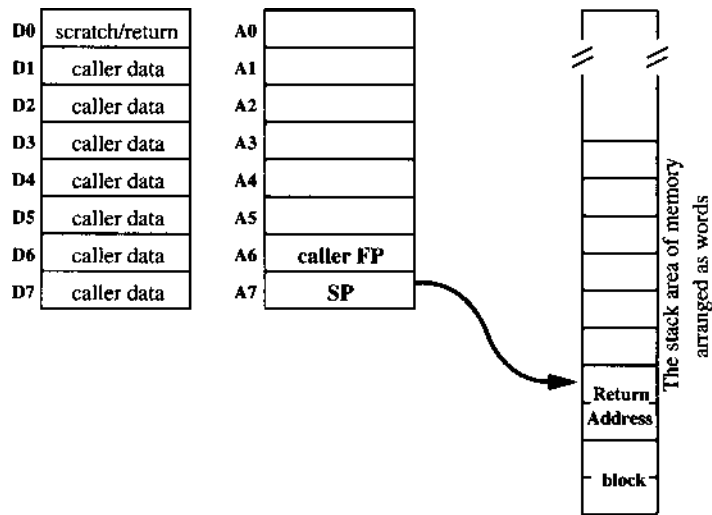 D0 scratch/return
D1 caller data
D2 caller data
D3 caller data
D4 caller data
D5 caller data
D6 caller data
D7 caller data
A0
A1
A2
A3
A4
A5
A6 caller FP
A7 SP
Return
Address
block
The stack area of memory
arranged as words